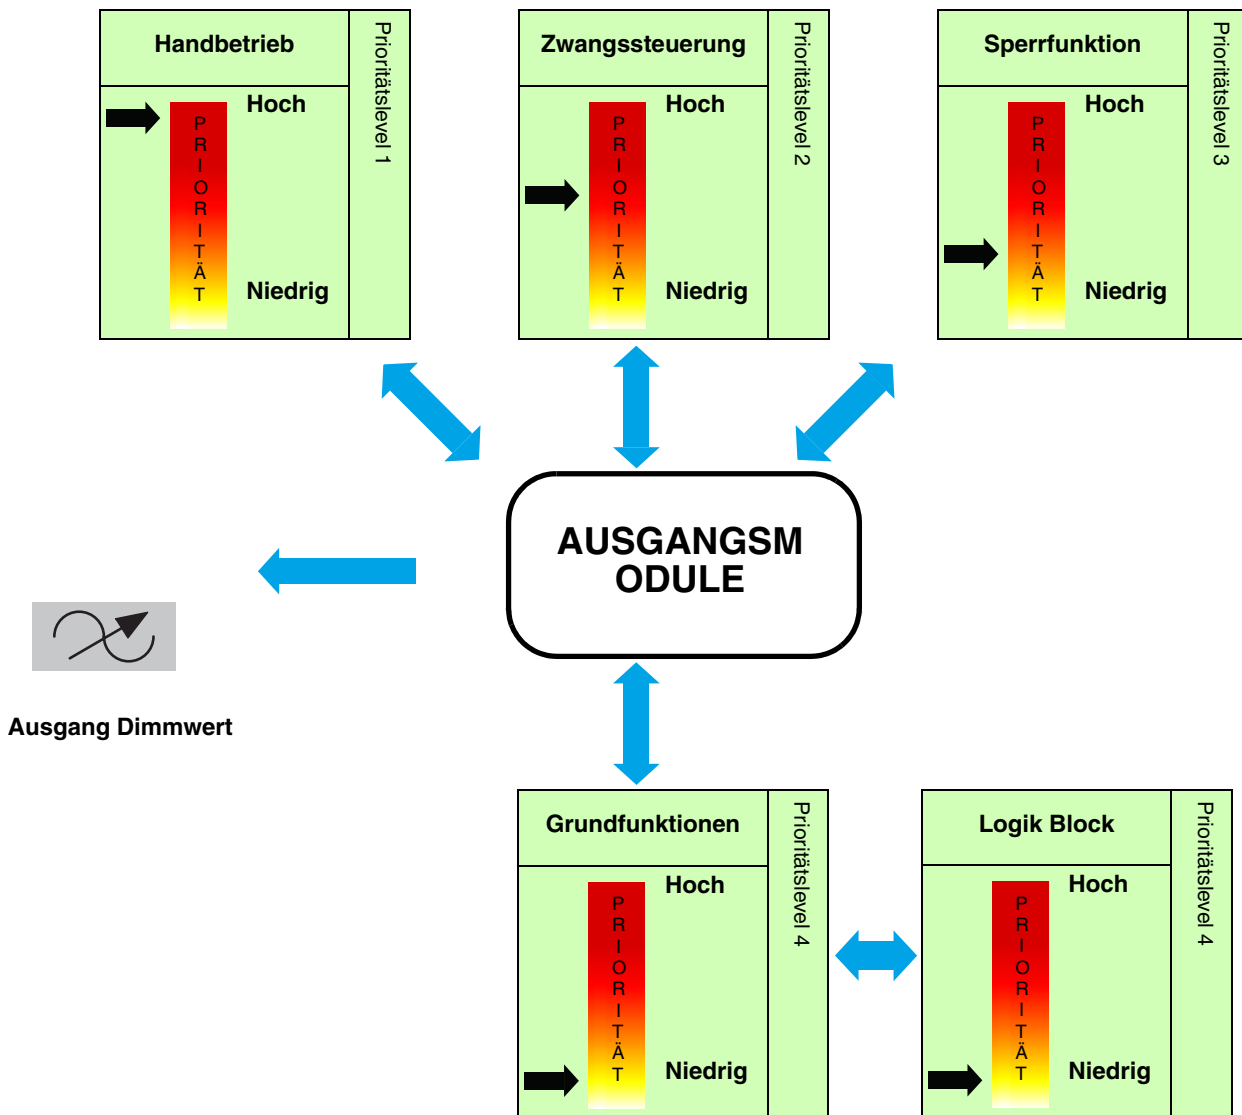 Handbetrieb
Prioritätslevel 1
Hoch
PRIORITÄT
Niedrig
Zwangssteuerung
Prioritätslevel 2
Hoch
PRIORITÄT
Niedrig
Sperrfunktion
Prioritätslevel 3
Hoch
PRIORITÄT
Niedrig
AUSGANGSM
ODULE
Ausgang Dimmwert
Grundfunktionen
Prioritätslevel 4
Hoch
PRIORITÄT
Niedrig
Logik Block
Prioritätslevel 4
Hoch
PRIORITÄT
Niedrig